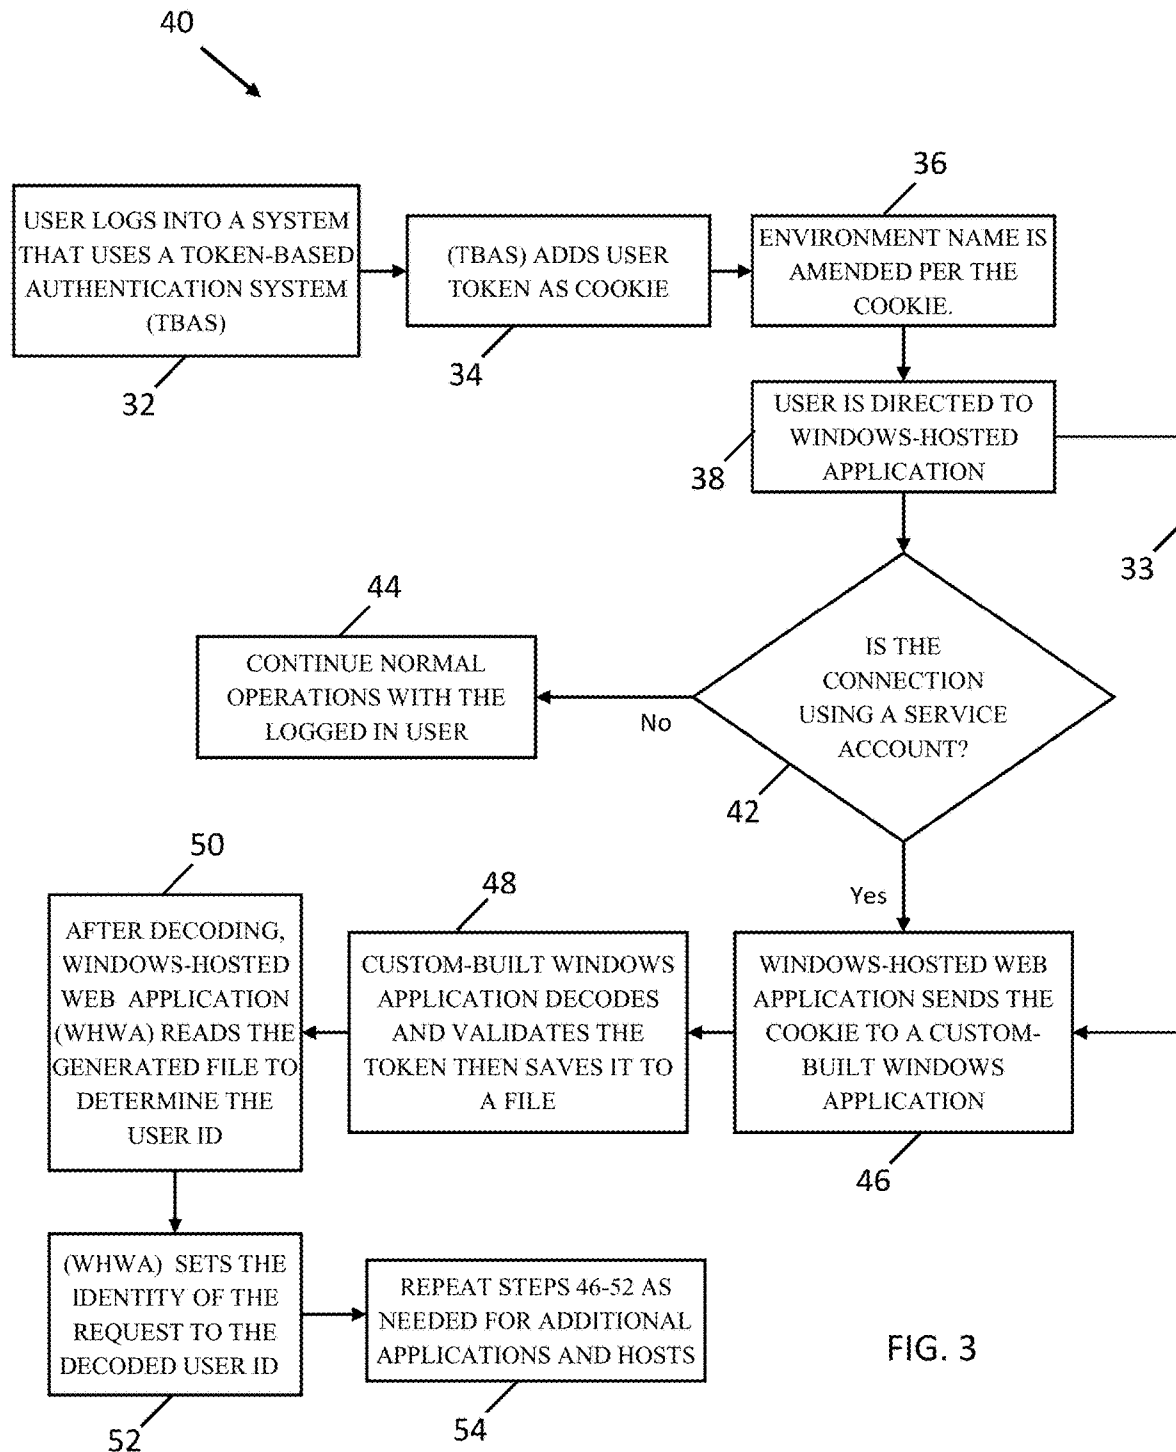 40
36
USER LOGS INTO A SYSTEM
THAT USES A TOKEN-BASED
AUTHENTICATION SYSTEM
(TBAS)
(TBAS) ADDS USER
TOKEN AS COOKIE
ENVIRONMENT NAME IS
AMENDED PER THE
COOKIE.
32
34
USER IS DIRECTED TO
WINDOWS-HOSTED
APPLICATION
38
33
44
CONTINUE NORMAL
OPERATIONS WITH THE
LOGGED IN USER
No
IS THE
CONNECTION
USING A SERVICE
ACCOUNT?
42
Yes
50
48
AFTER DECODING,
WINDOWS-HOSTED
WEB APPLICATION
(WHWA) READS THE
GENERATED FILE TO
DETERMINE THE
USER ID
CUSTOM-BUILT WINDOWS
APPLICATION DECODES
AND VALIDATES THE
TOKEN THEN SAVES IT TO
A FILE
WINDOWS-HOSTED WEB
APPLICATION SENDS THE
COOKIE TO A CUSTOM-
BUILT WINDOWS
APPLICATION
46
(WHWA) SETS THE
IDENTITY OF THE
REQUEST TO THE
DECODED USER ID
REPEAT STEPS 46-52 AS
NEEDED FOR ADDITIONAL
APPLICATIONS AND HOSTS
52
54
FIG. 3